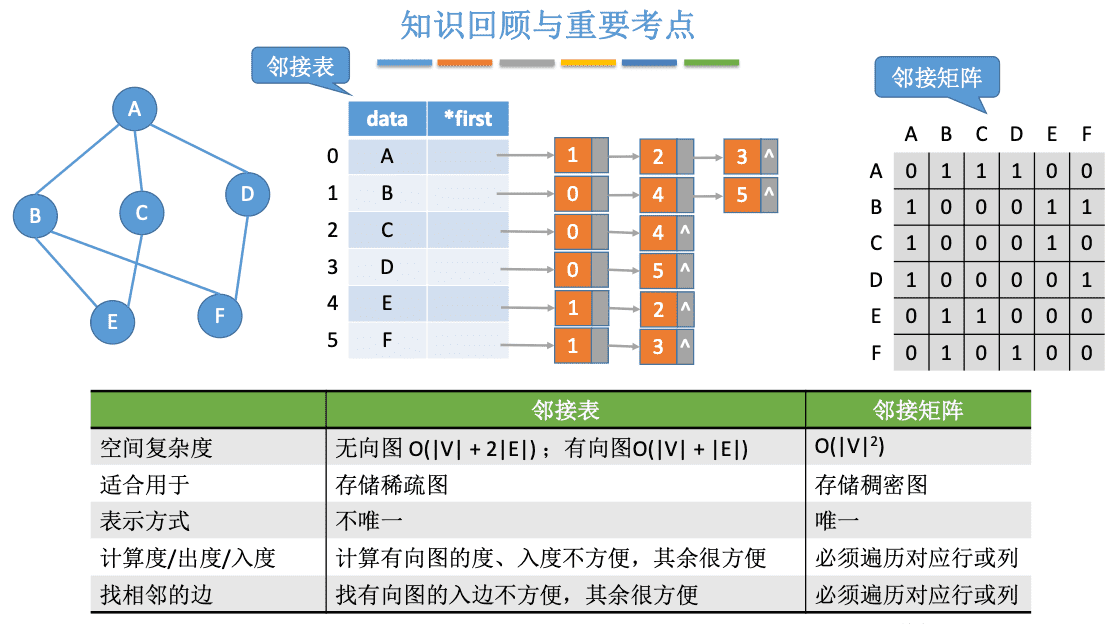 知识回顾与重要考点
邻接表
邻接矩阵
A
B
C
D
E
F
data *first
0 A 1 2 3 ^
1 B 0 4 5 ^
2 C 0 4 ^
3 D 0 5 ^
4 E 1 2 ^
5 F 1 3 ^
A B C D E F
A 0 1 1 1 0 0
B 1 0 0 0 1 1
C 1 0 0 0 1 0
D 1 0 0 0 0 1
E 0 1 1 0 0 0
F 0 1 0 1 0 0
邻接表 邻接矩阵
空间复杂度 无向图 O(|V| + 2|E|)；有向图O(|V| + |E|) O(|V|²)
适合用于 存储稀疏图 存储稠密图
表示方式 不唯一 唯一
计算度/出度/入度 计算有向图的度、入度不方便，其余很方便 必须遍历对应行或列
找相邻的边 找有向图的入边不方便，其余很方便 必须遍历对应行或列